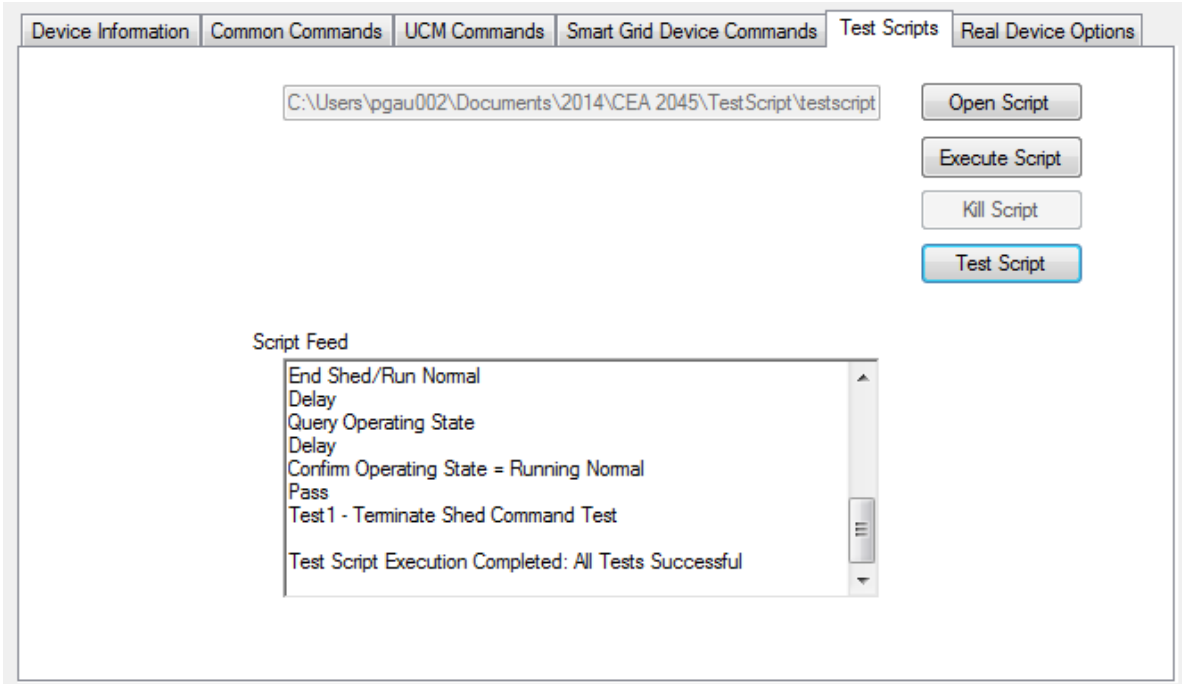 Device Information Common Commands UCM Commands Smart Grid Device Commands Test Scripts Real Device Options
C:\Users\pgau002\Documents\2014\CEA 2045\TestScript\testscript
Open Script
Execute Script
Kill Script
Test Script
Script Feed
End Shed/Run Normal
Delay
Query Operating State
Delay
Confirm Operating State = Running Normal
Pass
Test1 - Terminate Shed Command Test
Test Script Execution Completed: All Tests Successful